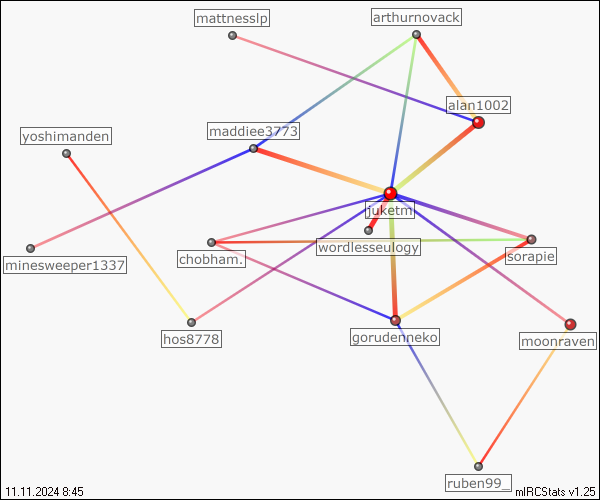 mattnesslp
arthurnovack
alan1002
yoshimanden
maddiee3773
juketm
wordlesseulogy
minesweeper1337
chobham.
sorapie
hos8778
gorudenneko
moonraven
ruben99_
11.11.2024 8:45
mIRCStats v1.25